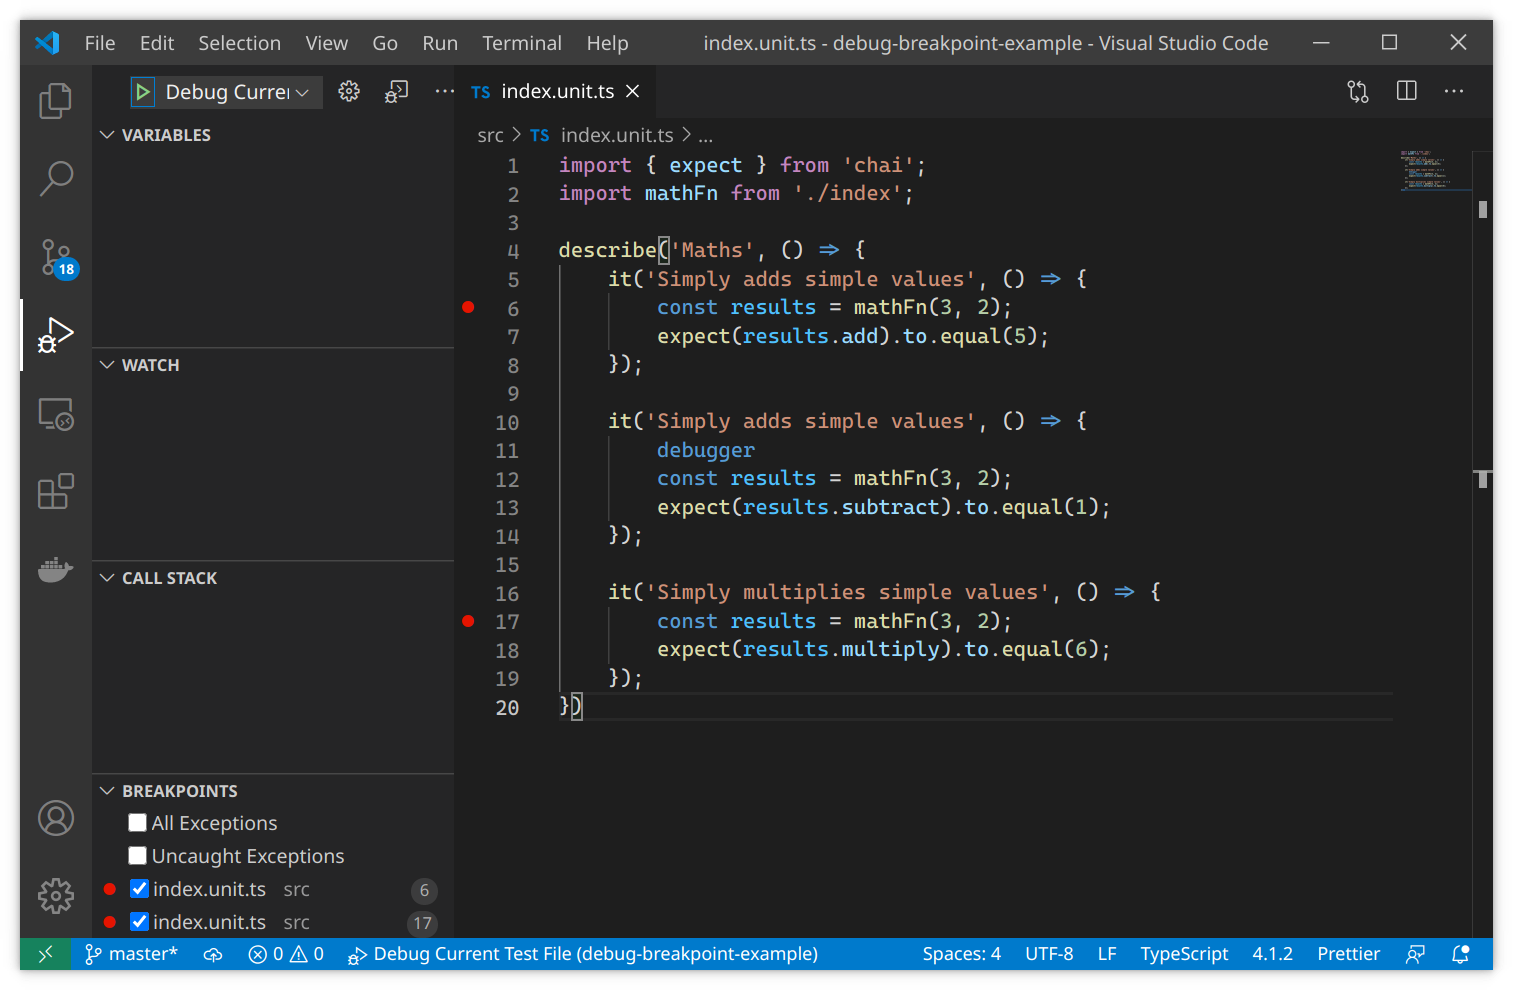 File Edit Selection View Go Run Terminal Help index.unit.ts - debug-breakpoint-example - Visual Studio Code
Debug Currer
TS index.unit.ts
VARIABLES
src > TS index.unit.ts > ...
1 import { expect } from 'chai';
2 import mathFn from './index';
3
4 describe('Maths', () => {
5 it('Simply adds simple values', () => {
6 const results = mathFn(3, 2);
7 expect(results.add).to.equal(5);
8 });
9
10 it('Simply adds simple values', () => {
11 debugger
12 const results = mathFn(3, 2);
13 expect(results.subtract).to.equal(1);
14 });
15
16 it('Simply multiplies simple values', () => {
17 const results = mathFn(3, 2);
18 expect(results.multiply).to.equal(6);
19 });
20 })
18
WATCH
CALL STACK
BREAKPOINTS
All Exceptions
Uncaught Exceptions
index.unit.ts src 6
index.unit.ts src 17
master* 0 0 Debug Current Test File (debug-breakpoint-example) Spaces: 4 UTF-8 LF TypeScript 4.1.2 Prettier